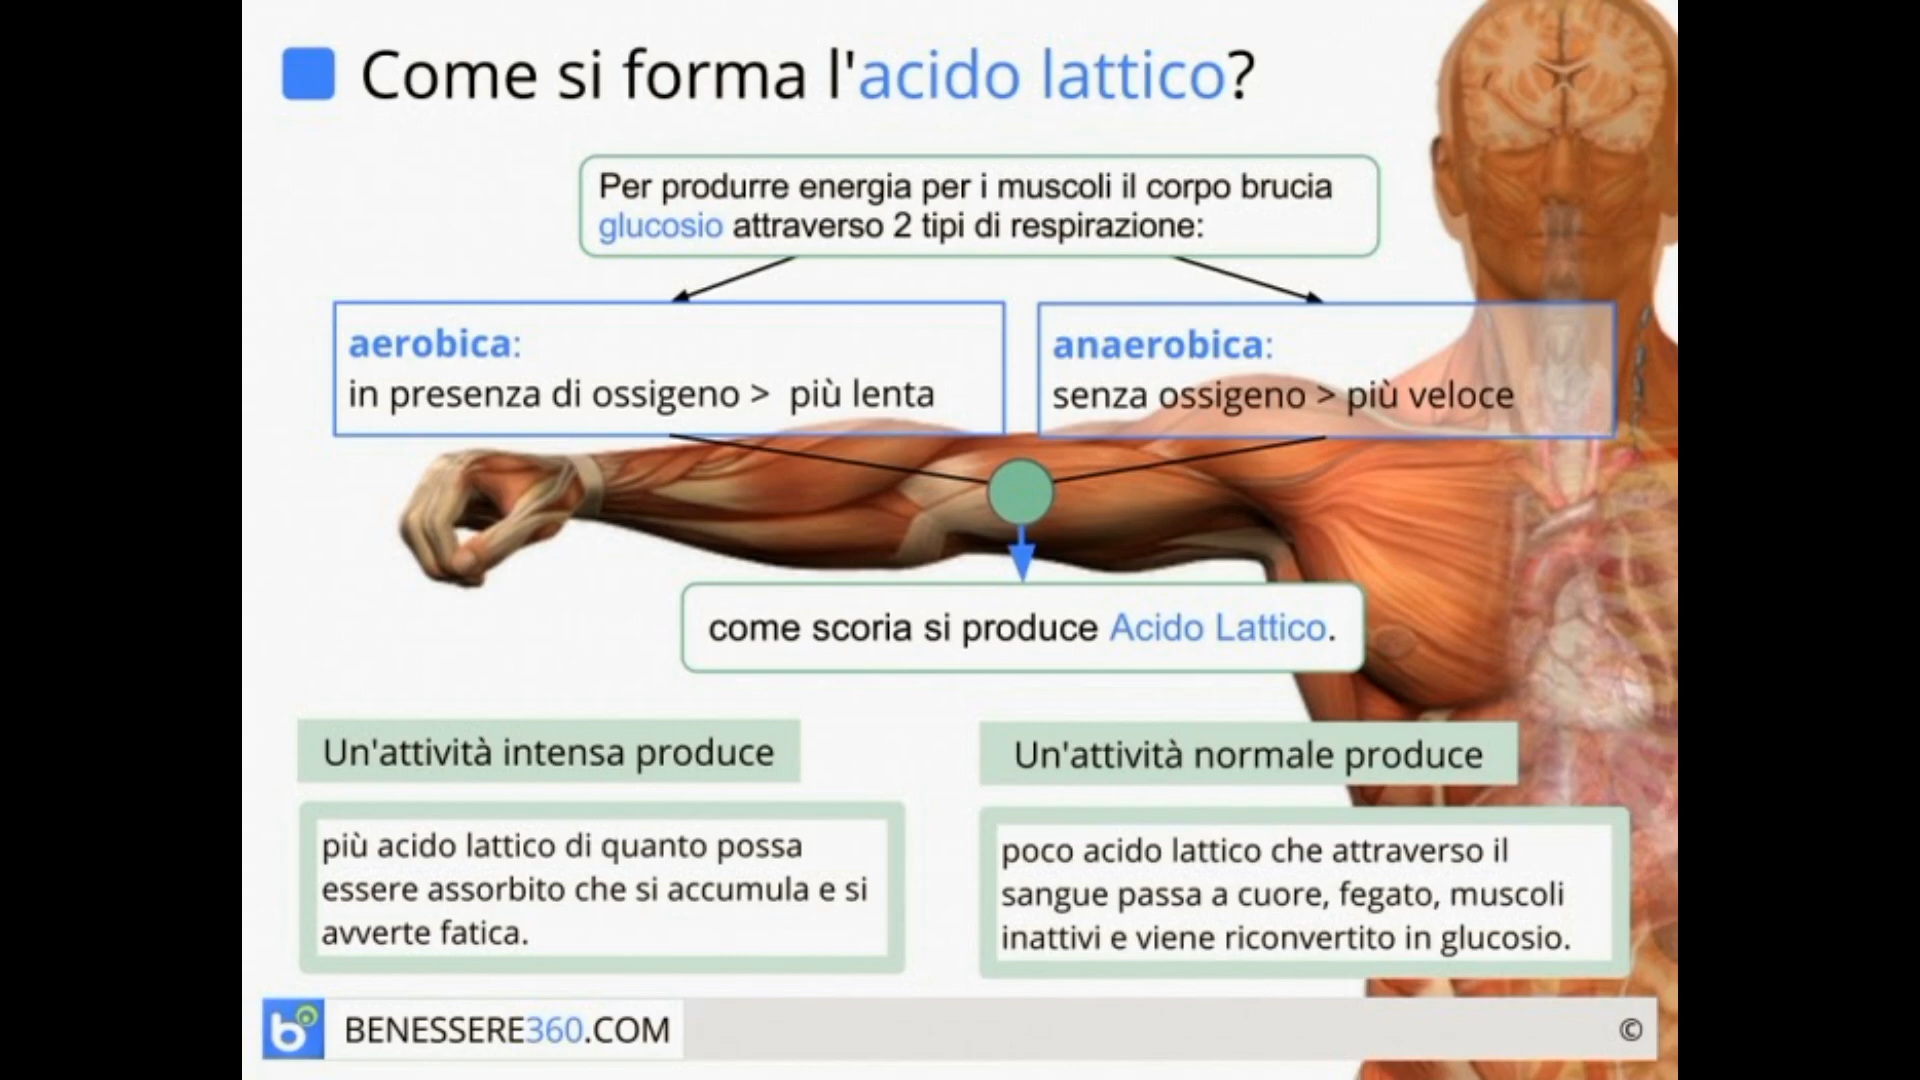 Come si forma l'acido lattico?
Per produrre energia per i muscoli il corpo brucia
glucosio attraverso 2 tipi di respirazione:
aerobica:
in presenza di ossigeno > più lenta
anaerobica:
senza ossigeno > più veloce
come scoria si produce Acido Lattico.
Un'attività intensa produce
più acido lattico di quanto possa
essere assorbito che si accumula e si
avverte fatica.
Un'attività normale produce
poco acido lattico che attraverso il
sangue passa a cuore, fegato, muscoli
inattivi e viene riconvertito in glucosio.
b BENESSERE360.COM
©